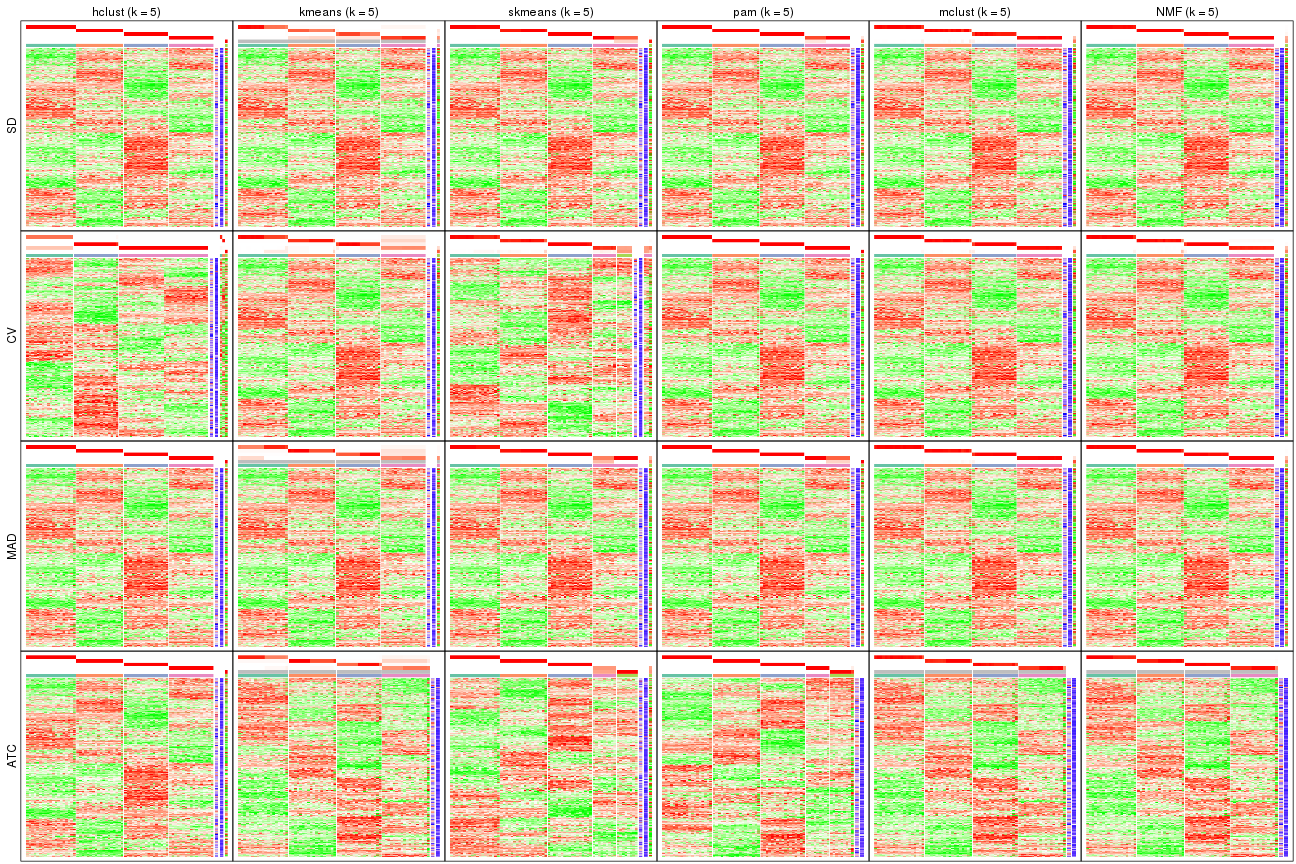 hclust (k = 5)
kmeans (k = 5)
skmeans (k = 5)
pam (k = 5)
mclust (k = 5)
NMF (k = 5)
SD
CV
MAD
ATC